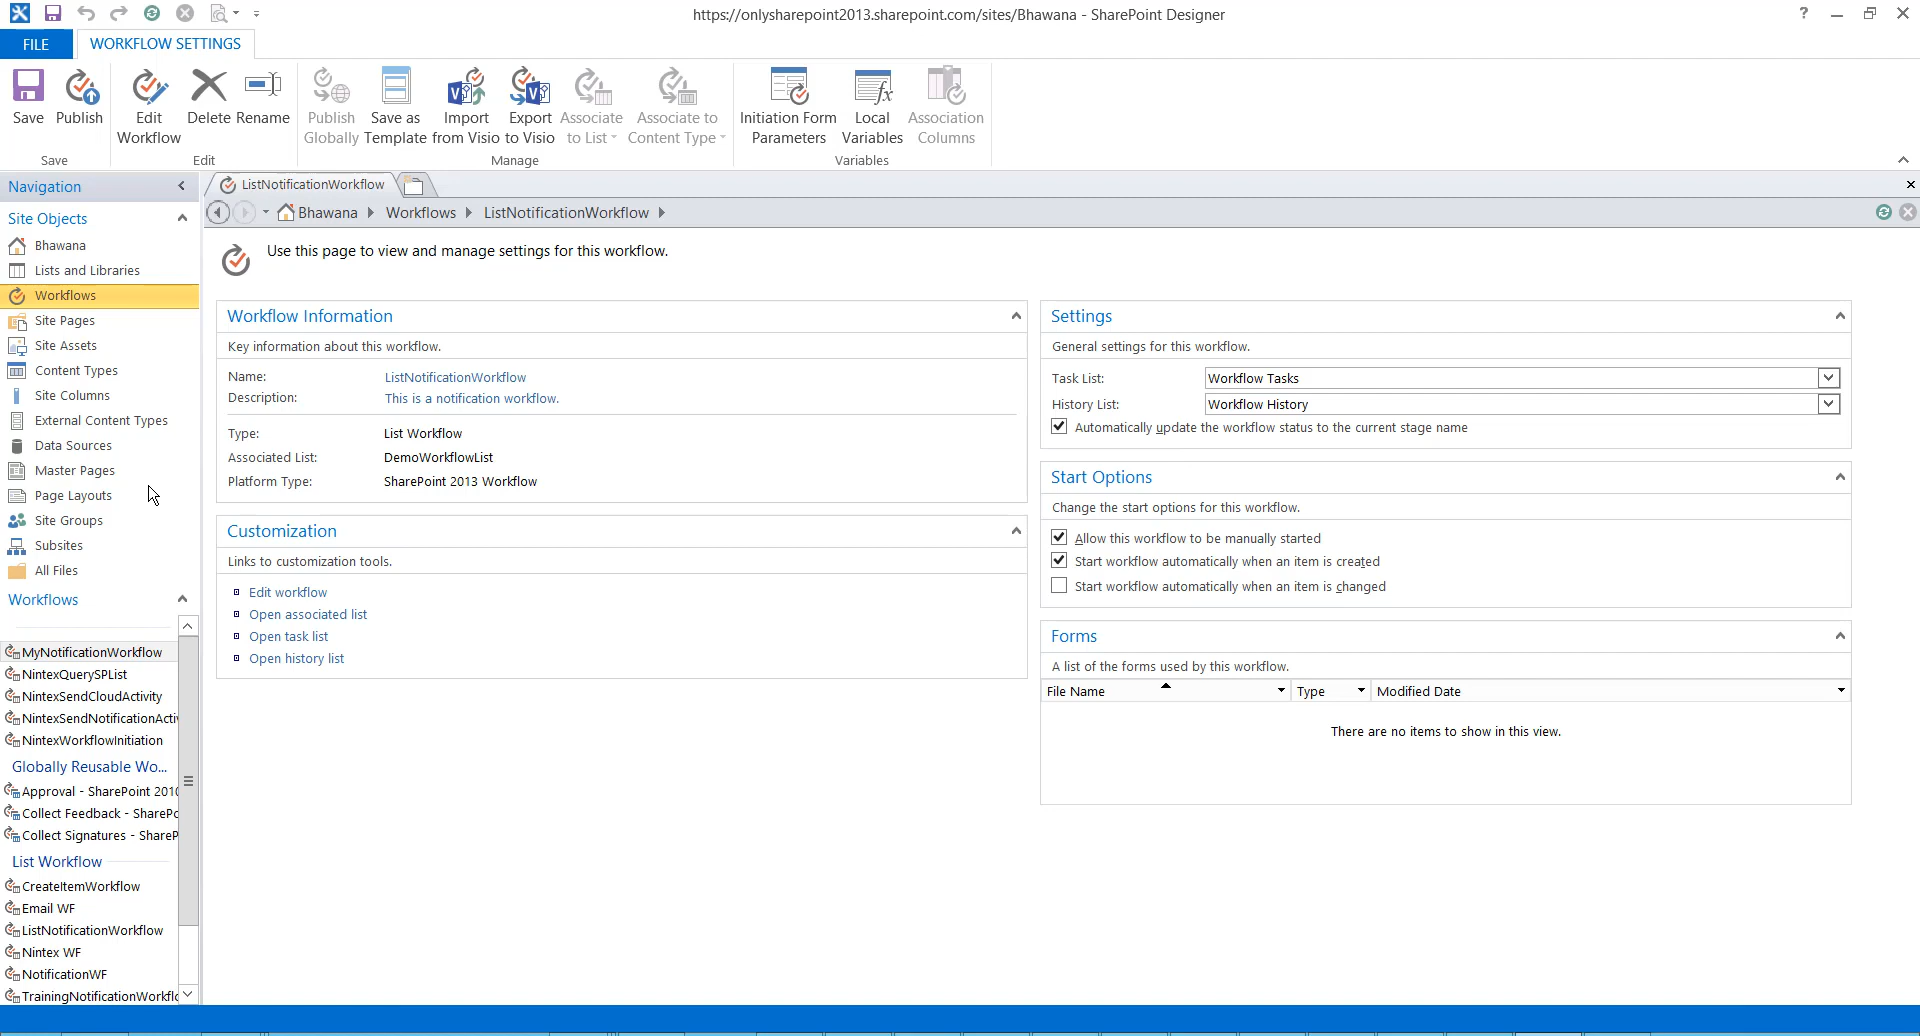 https://onlysharepoint2013.sharepoint.com/sites/Bhawana - SharePoint Designer
?
FILE
WORKFLOW SETTINGS
Save
Publish
Edit Workflow
Delete
Rename
Publish Globally
Save as Template
Import from Visio
Export to Visio
Associate to List
Associate to Content Type
Initiation Form Parameters
Local Variables
Association Columns
Save
Edit
Manage
Variables
Navigation
Site Objects
Bhawana
Lists and Libraries
Workflows
Site Pages
Site Assets
Content Types
Site Columns
External Content Types
Data Sources
Master Pages
Page Layouts
Site Groups
Subsites
All Files
Workflows
MyNotificationWorkflow
NintexQuerySPList
NintexSendCloudActivity
NintexSendNotificationActiv
NintexWorkflowInitiation
Globally Reusable Wo...
Approval - SharePoint 2010
Collect Feedback - SharePo
Collect Signatures - ShareP
List Workflow
CreateItemWorkflow
Email WF
ListNotificationWorkflow
Nintex WF
NotificationWF
TrainingNotificationWorkflo
ListNotificationWorkflow
Bhawana Workflows ListNotificationWorkflow
Use this page to view and manage settings for this workflow.
Workflow Information
Key information about this workflow.
Name: ListNotificationWorkflow
Description: This is a notification workflow.
Type: List Workflow
Associated List: DemoWorkflowList
Platform Type: SharePoint 2013 Workflow
Customization
Links to customization tools.
Edit workflow
Open associated list
Open task list
Open history list
Settings
General settings for this workflow.
Task List: Workflow Tasks
History List: Workflow History
Automatically update the workflow status to the current stage name
Start Options
Change the start options for this workflow.
Allow this workflow to be manually started
Start workflow automatically when an item is created
Start workflow automatically when an item is changed
Forms
A list of the forms used by this workflow.
File Name Type Modified Date
There are no items to show in this view.